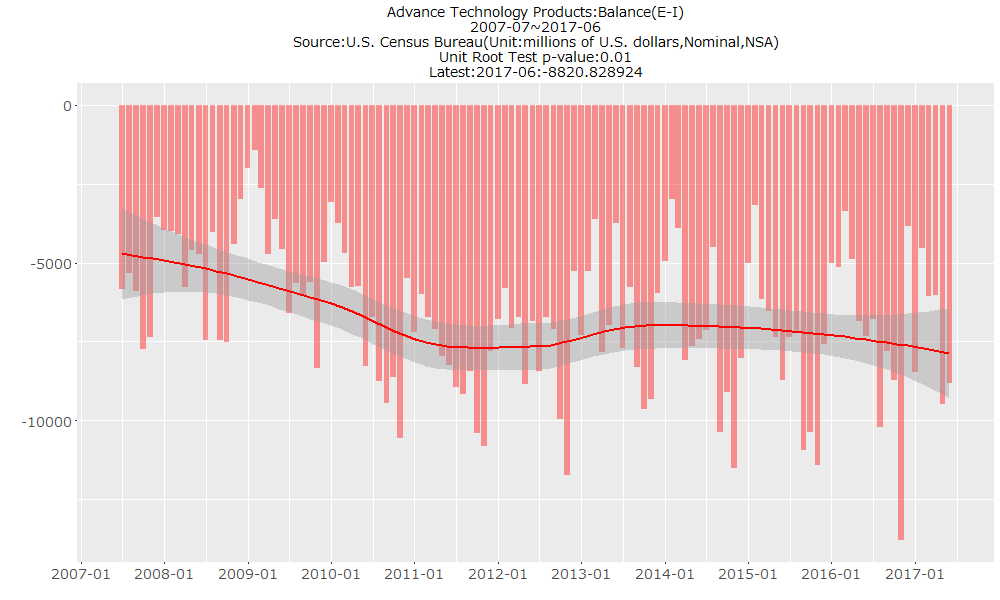 Advance Technology Products:Balance(E-I)
2007-07~2017-06
Source:U.S. Census Bureau(Unit:millions of U.S. dollars,Nominal,NSA)
Unit Root Test p-value:0.01
Latest:2017-06:-8820.828924
0
-5000
-10000
2007-01 2008-01 2009-01 2010-01 2011-01 2012-01 2013-01 2014-01 2015-01 2016-01 2017-01